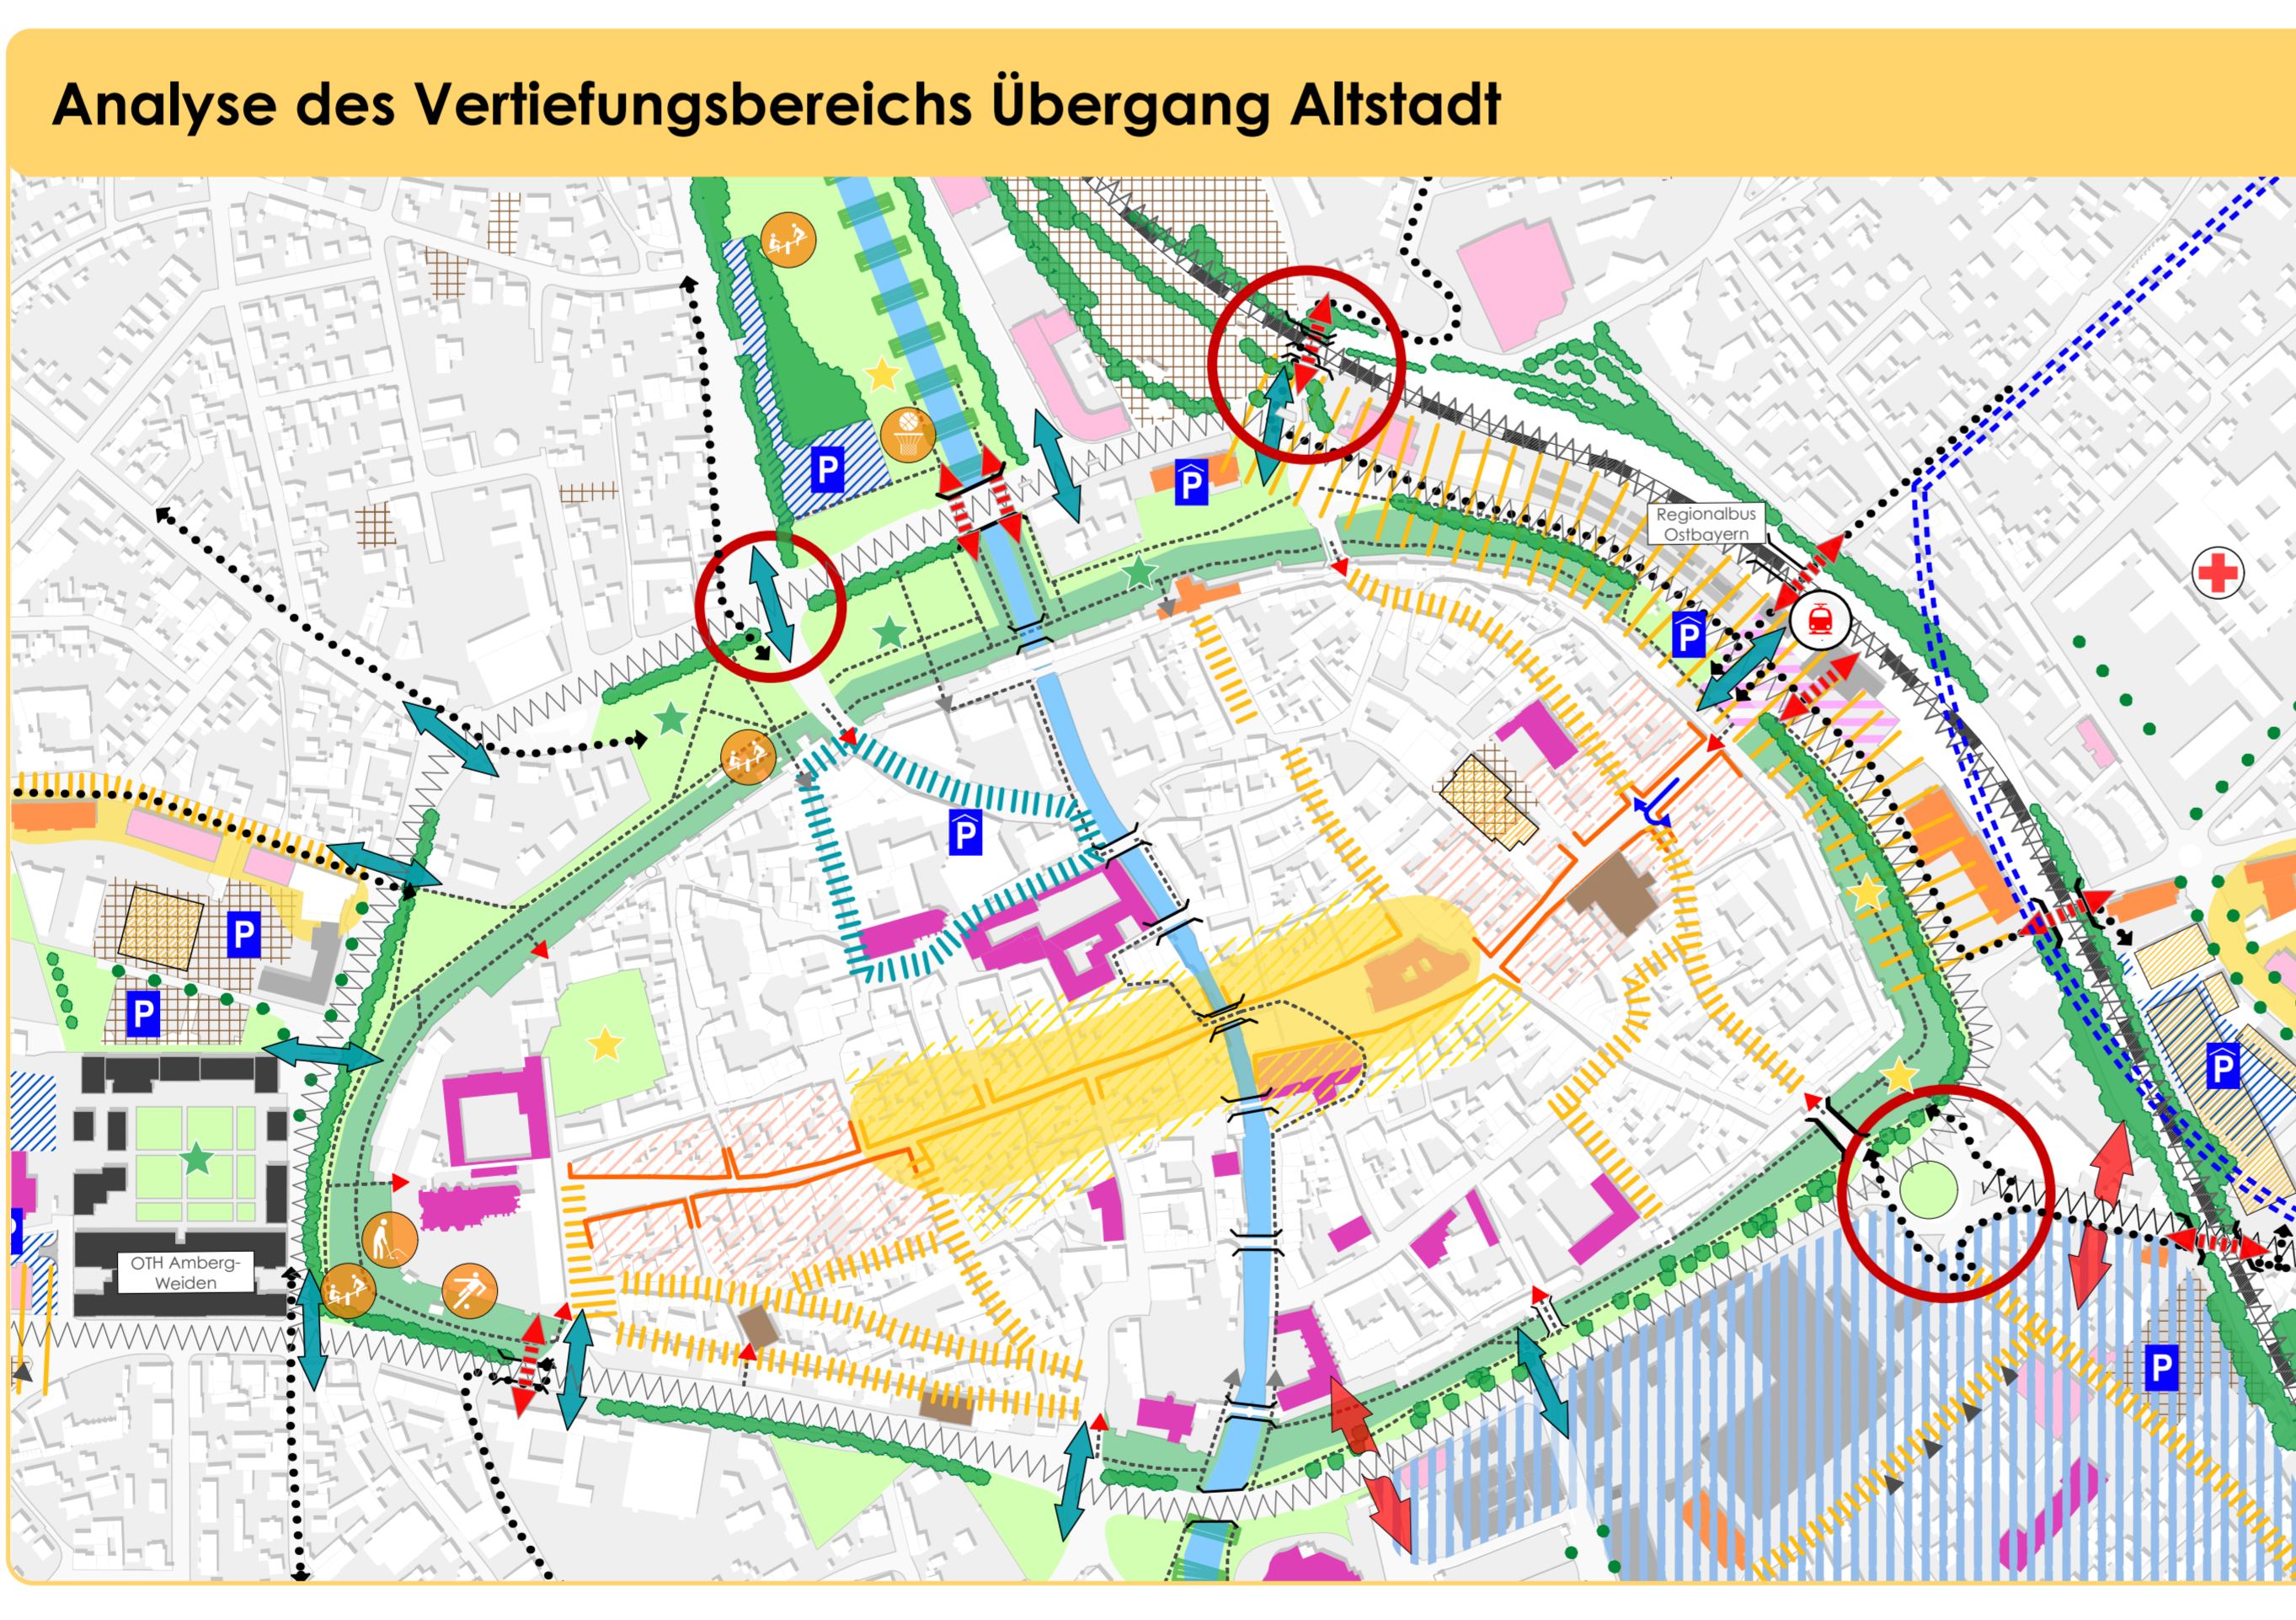 Analyse des Vertiefungsbereichs Übergang Altstadt
P
P
Regionalbus
Ostbayern
P
P
P
P
P
P
OTH Amberg-
Weiden
P